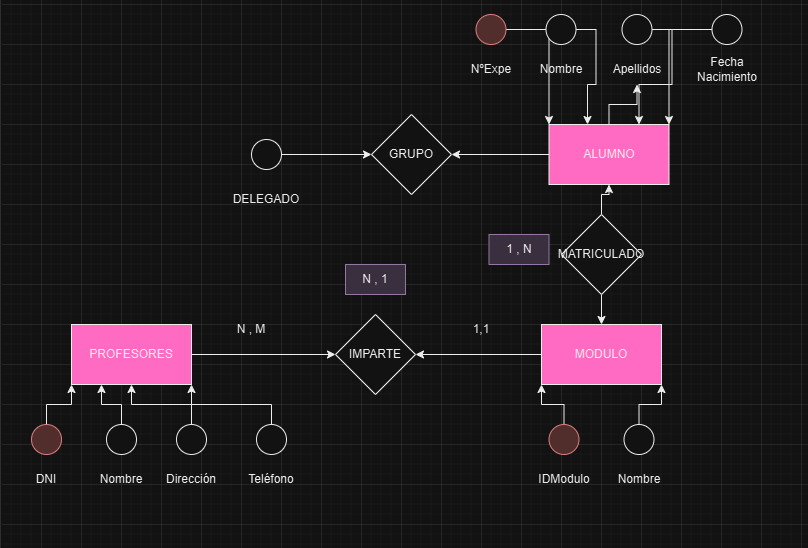 NºExpe
Nombre
Apellidos
Fecha
Nacimiento
GRUPO
ALUMNO
DELEGADO
1 , N
MATRICULADO
N , 1
N , M
1,1
PROFESORES
IMPARTE
MODULO
DNI
Nombre
Dirección
Teléfono
IDModulo
Nombre